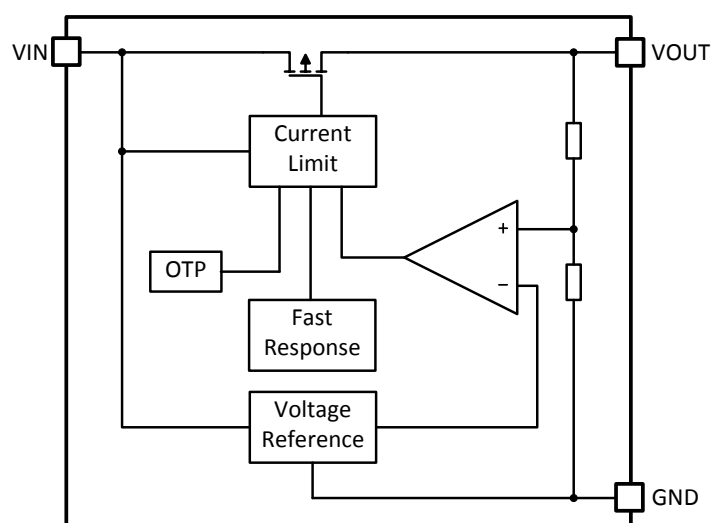 VIN
VOUT
Current
Limit
+
OTP
−
Fast
Response
Voltage
Reference
GND